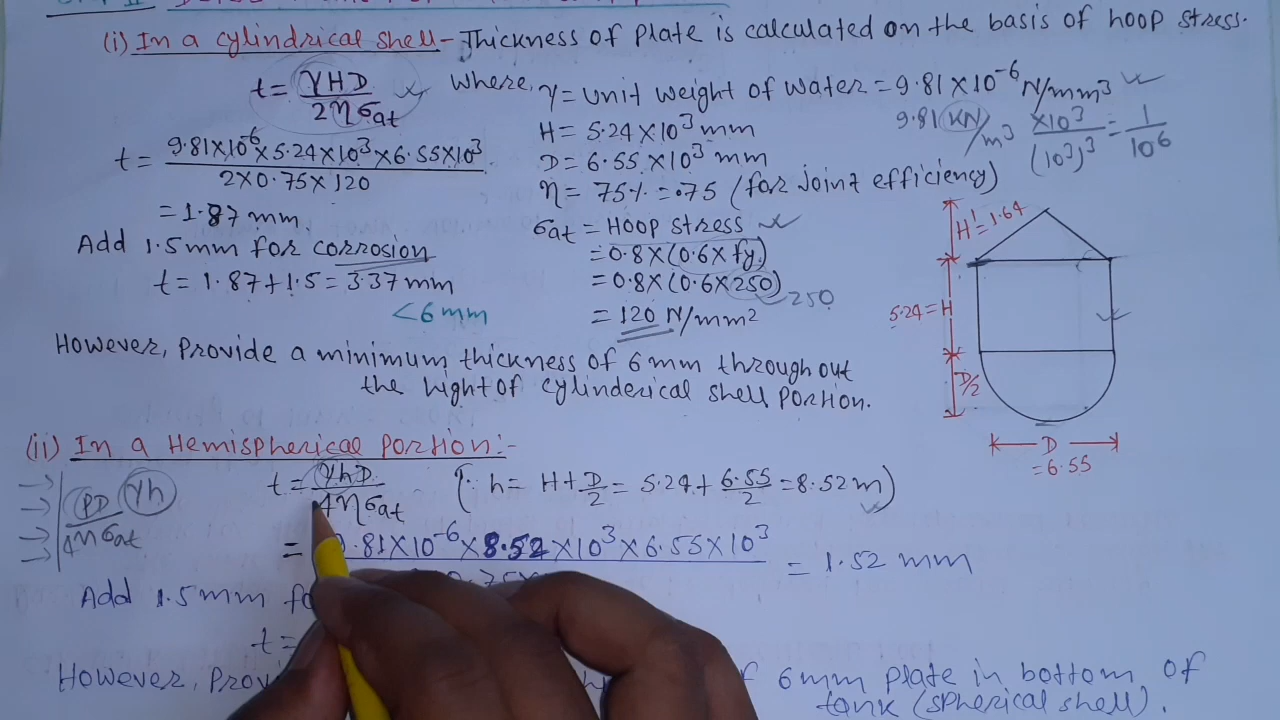 (i) In a cylindrical shell - Thickness of plate is calculated on the basis of hoop stress.
t = γHD / 2ησat
where, γ = unit weight of water = 9.81×10⁻⁶ N/mm³
9.81 KN/m³ ×10³/(10³)³ = 1/10⁶
H = 5.24×10³ mm
D = 6.55×10³ mm
η = 75% = .75 (for joint efficiency)
σat = Hoop stress
= 0.8×(0.6×fy)
= 0.8×(0.6×250)
250
= 120 N/mm²
t = 9.81×10⁻⁶×5.24×10³×6.55×10³ / 2×0.75×120
= 1.87 mm
Add 1.5mm for corrosion
t = 1.87+1.5 = 3.37mm
<6mm
However, Provide a minimum thickness of 6mm throughout
the hight of cylinderical shell portion.
H' = 1.64
5.24 = H
D/2
D
= 6.55
(ii) In a Hemispherical Portion:-
PD / 4ησat
γh
t = γhD / 4ησat
(∵ h = H + D/2 = 5.24 + 6.55/2 = 8.52m)
= .81×10⁻⁶×8.52×10³×6.55×10³
= 1.52 mm
Add 1.5mm
t =
However,
6mm plate in bottom of
tank (spherical shell).